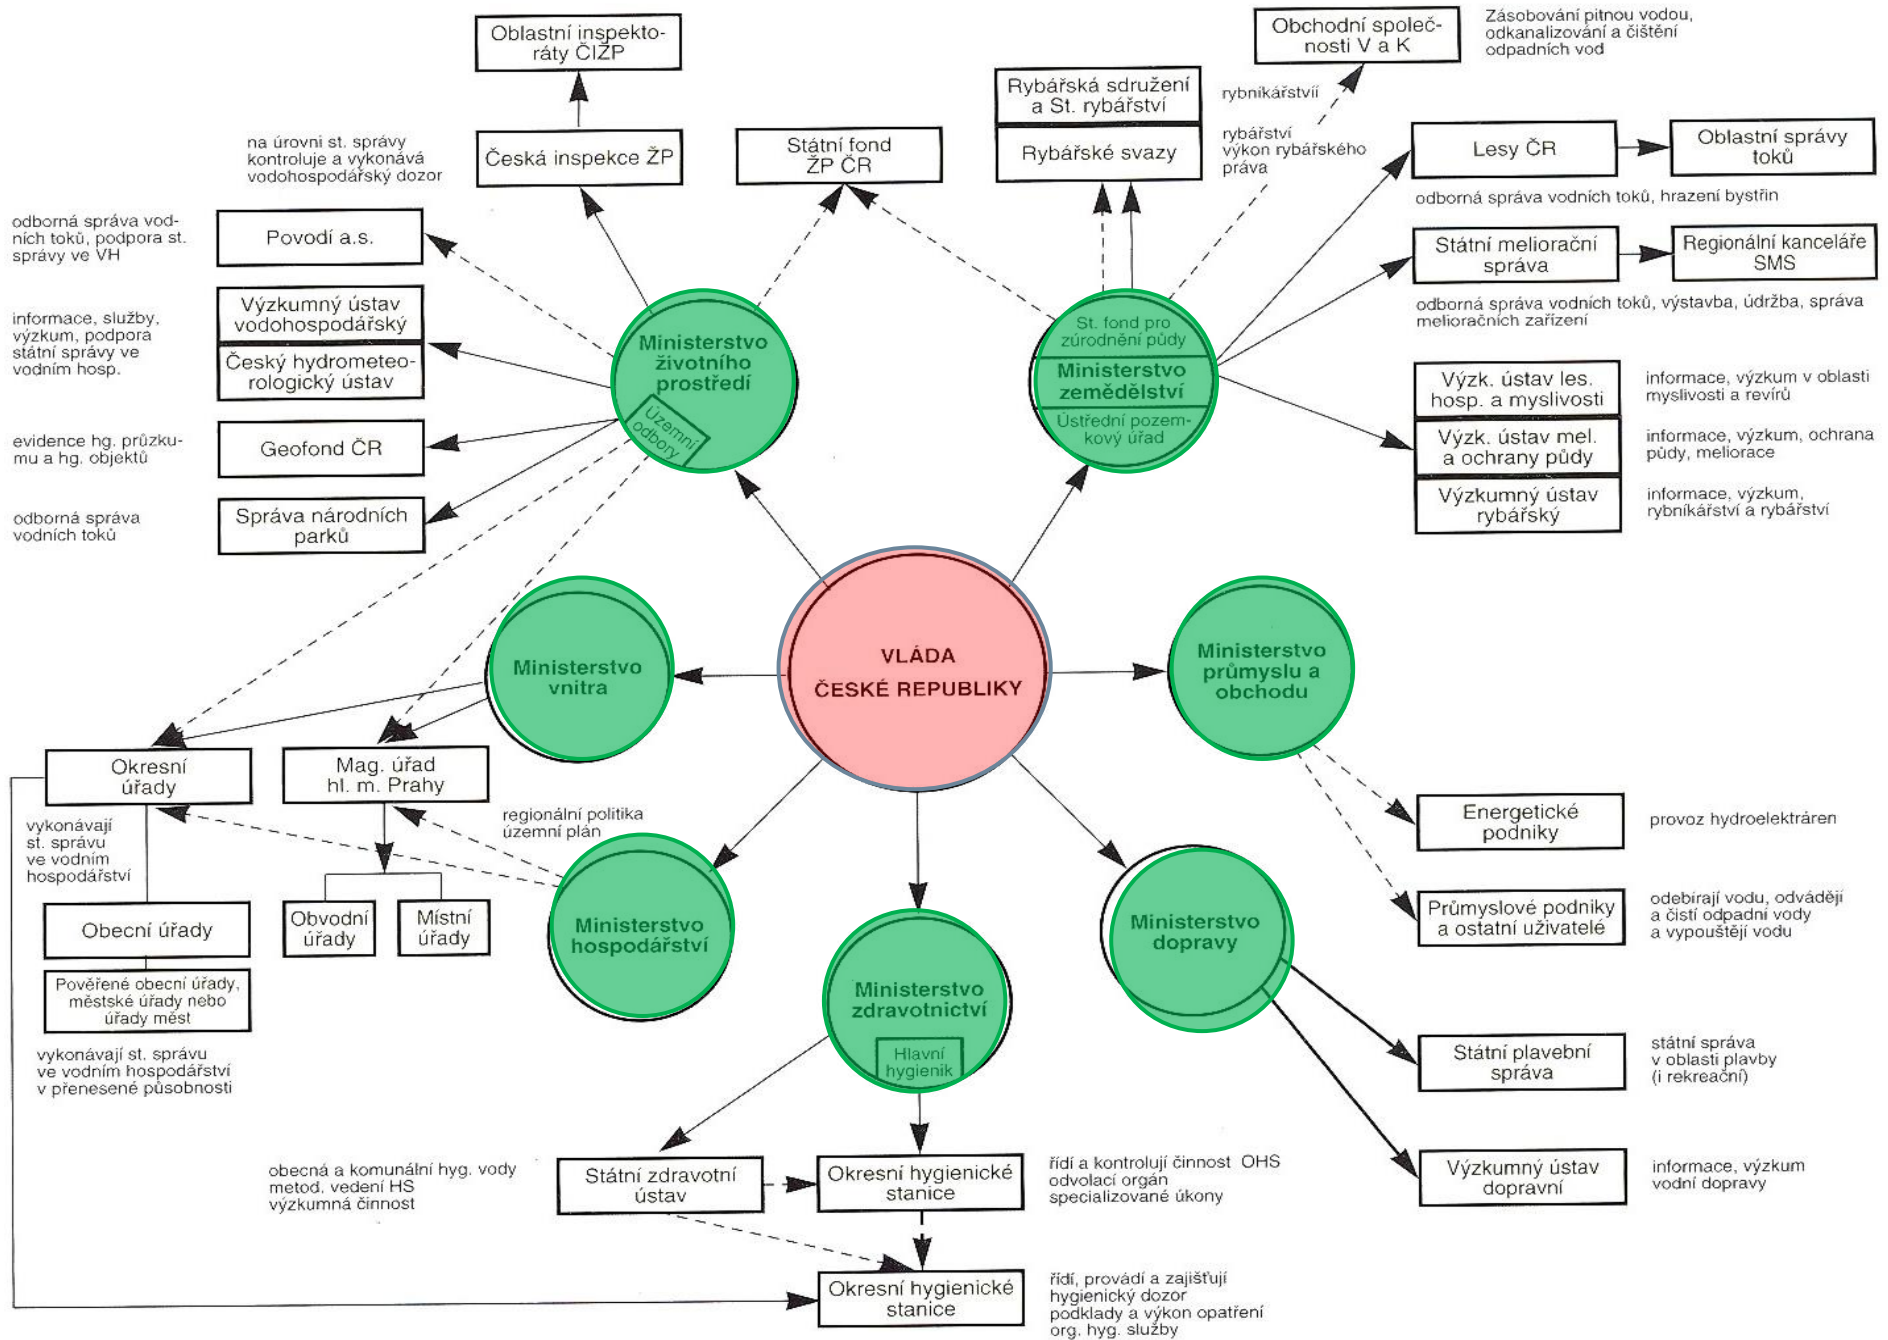 Oblastní inspekto-
ráty ČIŽP
Obchodní společ-
nosti V a K
Zásobování pitnou vodou,
odkanalizování a čištění
odpadních vod
Rybářská sdružení
a St. rybářství
rybníkářstvíí
na úrovni st. správy
kontroluje a vykonává
vodohospodářský dozor
Česká inspekce ŽP
Státní fond
ŽP ČR
Rybářské svazy
rybářství
výkon rybářského
práva
Lesy ČR
Oblastní správy
toků
odborná správa vodních toků, hrazení bystřin
odborná správa vod-
ních toků, podpora st.
správy ve VH
Povodí a.s.
Státní meliorační
správa
Regionální kanceláře
SMS
odborná správa vodních toků, výstavba, údržba, správa
melioračních zařízení
informace, služby,
výzkum, podpora
státní správy ve
vodním hosp.
Výzkumný ústav
vodohospodářský
Český hydrometeo-
rologický ústav
Ministerstvo
životního
prostředí
Územní
odbory
St. fond pro
zúrodnění půdy
Ministerstvo
zemědělství
Ústřední pozem-
kový úřad
Výzk. ústav les.
hosp. a myslivosti
informace, výzkum v oblasti
myslivosti a revírů
evidence hg. průzku-
mu a hg. objektů
Geofond ČR
Výzk. ústav mel.
a ochrany půdy
informace, výzkum, ochrana
půdy, meliorace
odborná správa
vodních toků
Správa národních
parků
Výzkumný ústav
rybářský
informace, výzkum,
rybníkářství a rybářství
Ministerstvo
vnitra
VLÁDA
ČESKÉ REPUBLIKY
Ministerstvo
průmyslu a
obchodu
Okresní
úřady
Mag. úřad
hl. m. Prahy
regionální politika
územní plán
Energetické
podniky
provoz hydroelektráren
vykonávají
st. správu
ve vodním
hospodářství
Obecní úřady
Obvodní
úřady
Místní
úřady
Ministerstvo
hospodářství
Ministerstvo
dopravy
Průmyslové podniky
a ostatní uživatelé
odebírají vodu, odvádějí
a čistí odpadní vody
a vypouštějí vodu
Pověřené obecní úřady,
městské úřady nebo
úřady měst
vykonávají st. správu
ve vodním hospodářství
v přenesené působnosti
Ministerstvo
zdravotnictví
Hlavní
hygienik
Státní plavební
správa
státní správa
v oblasti plavby
(i rekreační)
obecná a komunální hyg. vody
metod. vedení HS
výzkumná činnost
Státní zdravotní
ústav
Okresní hygienické
stanice
řídí a kontrolují činnost OHS
odvolací orgán
specializované úkony
Výzkumný ústav
dopravní
informace, výzkum
vodní dopravy
Okresní hygienické
stanice
řídí, provádí a zajišťují
hygienický dozor
podklady a výkon opatření
org. hyg. služby